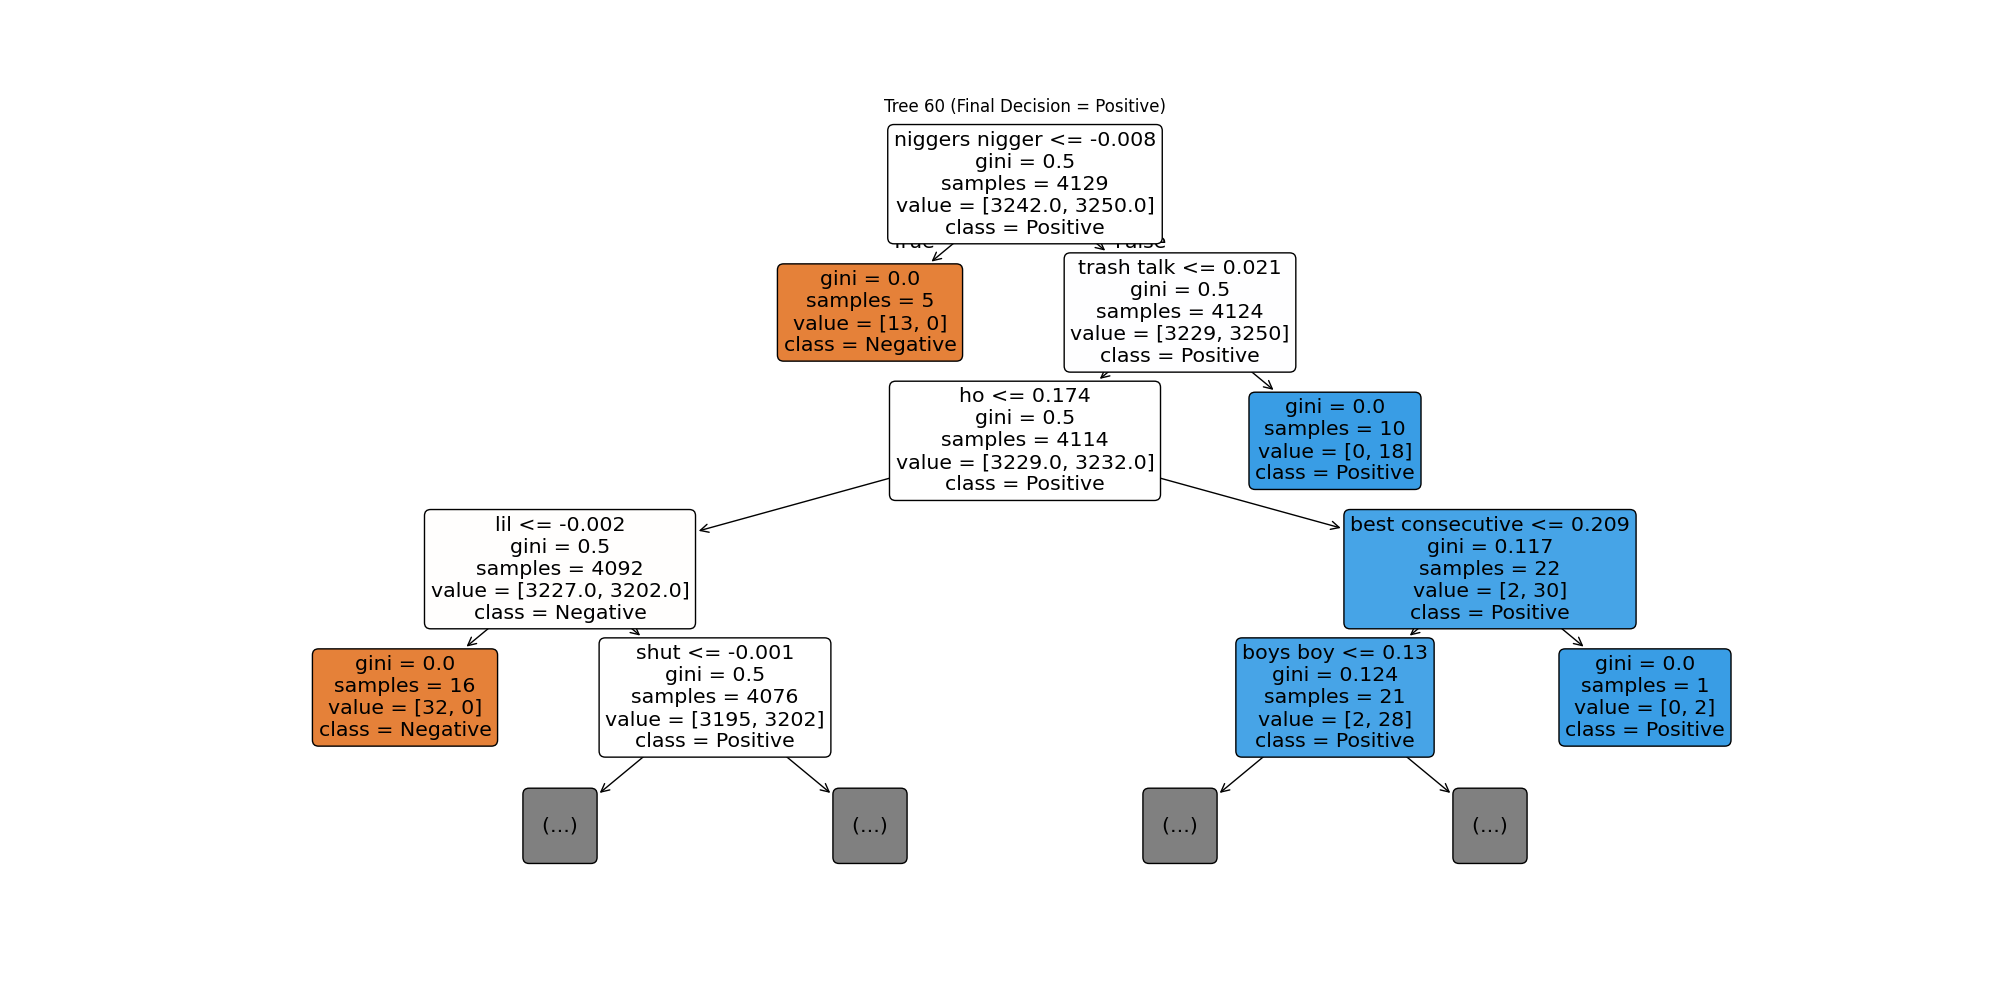 Tree 60 (Final Decision = Positive)
niggers nigger <= -0.008
gini = 0.5
samples = 4129
value = [3242.0, 3250.0]
class = Positive
gini = 0.0
samples = 5
value = [13, 0]
class = Negative
trash talk <= 0.021
gini = 0.5
samples = 4124
value = [3229, 3250]
class = Positive
ho <= 0.174
gini = 0.5
samples = 4114
value = [3229.0, 3232.0]
class = Positive
gini = 0.0
samples = 10
value = [0, 18]
class = Positive
lil <= -0.002
gini = 0.5
samples = 4092
value = [3227.0, 3202.0]
class = Negative
best consecutive <= 0.209
gini = 0.117
samples = 22
value = [2, 30]
class = Positive
gini = 0.0
samples = 16
value = [32, 0]
class = Negative
shut <= -0.001
gini = 0.5
samples = 4076
value = [3195, 3202]
class = Positive
boys boy <= 0.13
gini = 0.124
samples = 21
value = [2, 28]
class = Positive
gini = 0.0
samples = 1
value = [0, 2]
class = Positive
(...)
(...)
(...)
(...)